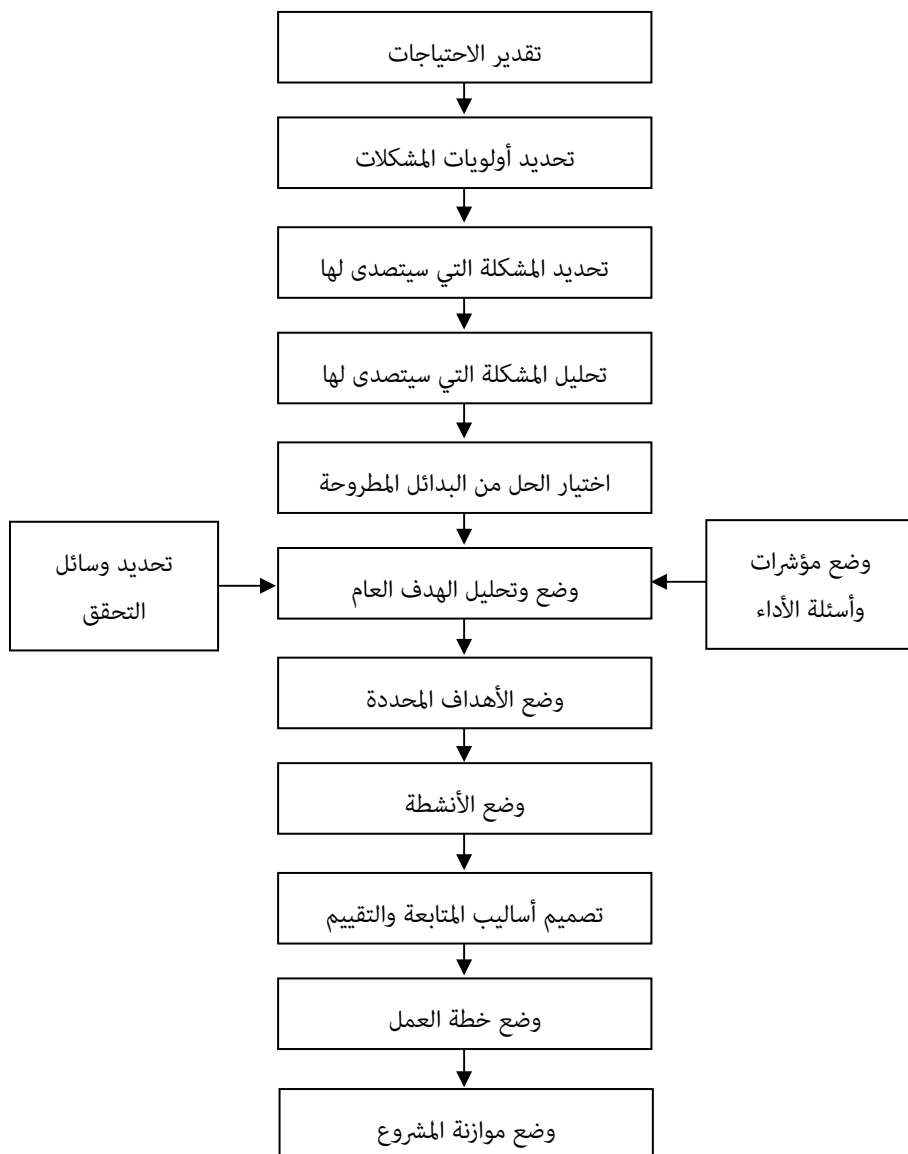 تقدير الاحتياجات
تحديد أولويات المشكلات
تحديد المشكلة التي سيتصدى لها
تحليل المشكلة التي سيتصدى لها
اختيار الحل من البدائل المطروحة
وضع مؤشرات
وأسئلة الأداء
وضع وتحليل الهدف العام
تحديد وسائل
التحقق
وضع الأهداف المحددة
وضع الأنشطة
تصميم أساليب المتابعة والتقييم
وضع خطة العمل
وضع موازنة المشروع